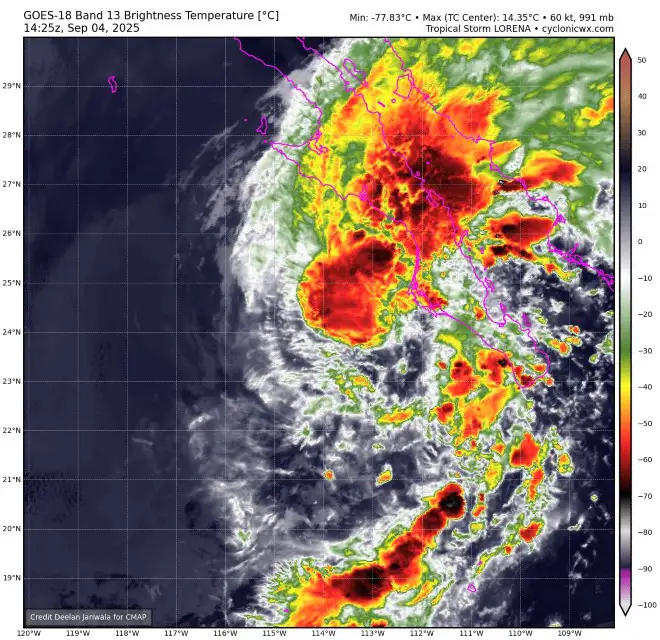 GOES-18 Band 13 Brightness Temperature [°C]
14:25z, Sep 04, 2025
Min: -77.83°C • Max (TC Center): 14.35°C • 60 kt, 991 mb
Tropical Storm LORENA • cyclonicwx.com
29°N
28°N
27°N
26°N
25°N
24°N
23°N
22°N
21°N
20°N
19°N
120°W
119°W
118°W
117°W
116°W
115°W
114°W
113°W
112°W
111°W
110°W
109°W
50
40
30
20
10
0
−10
−20
−30
−40
−50
−60
−70
−80
−90
−100
Credit Deelan Jariwala for CMAP